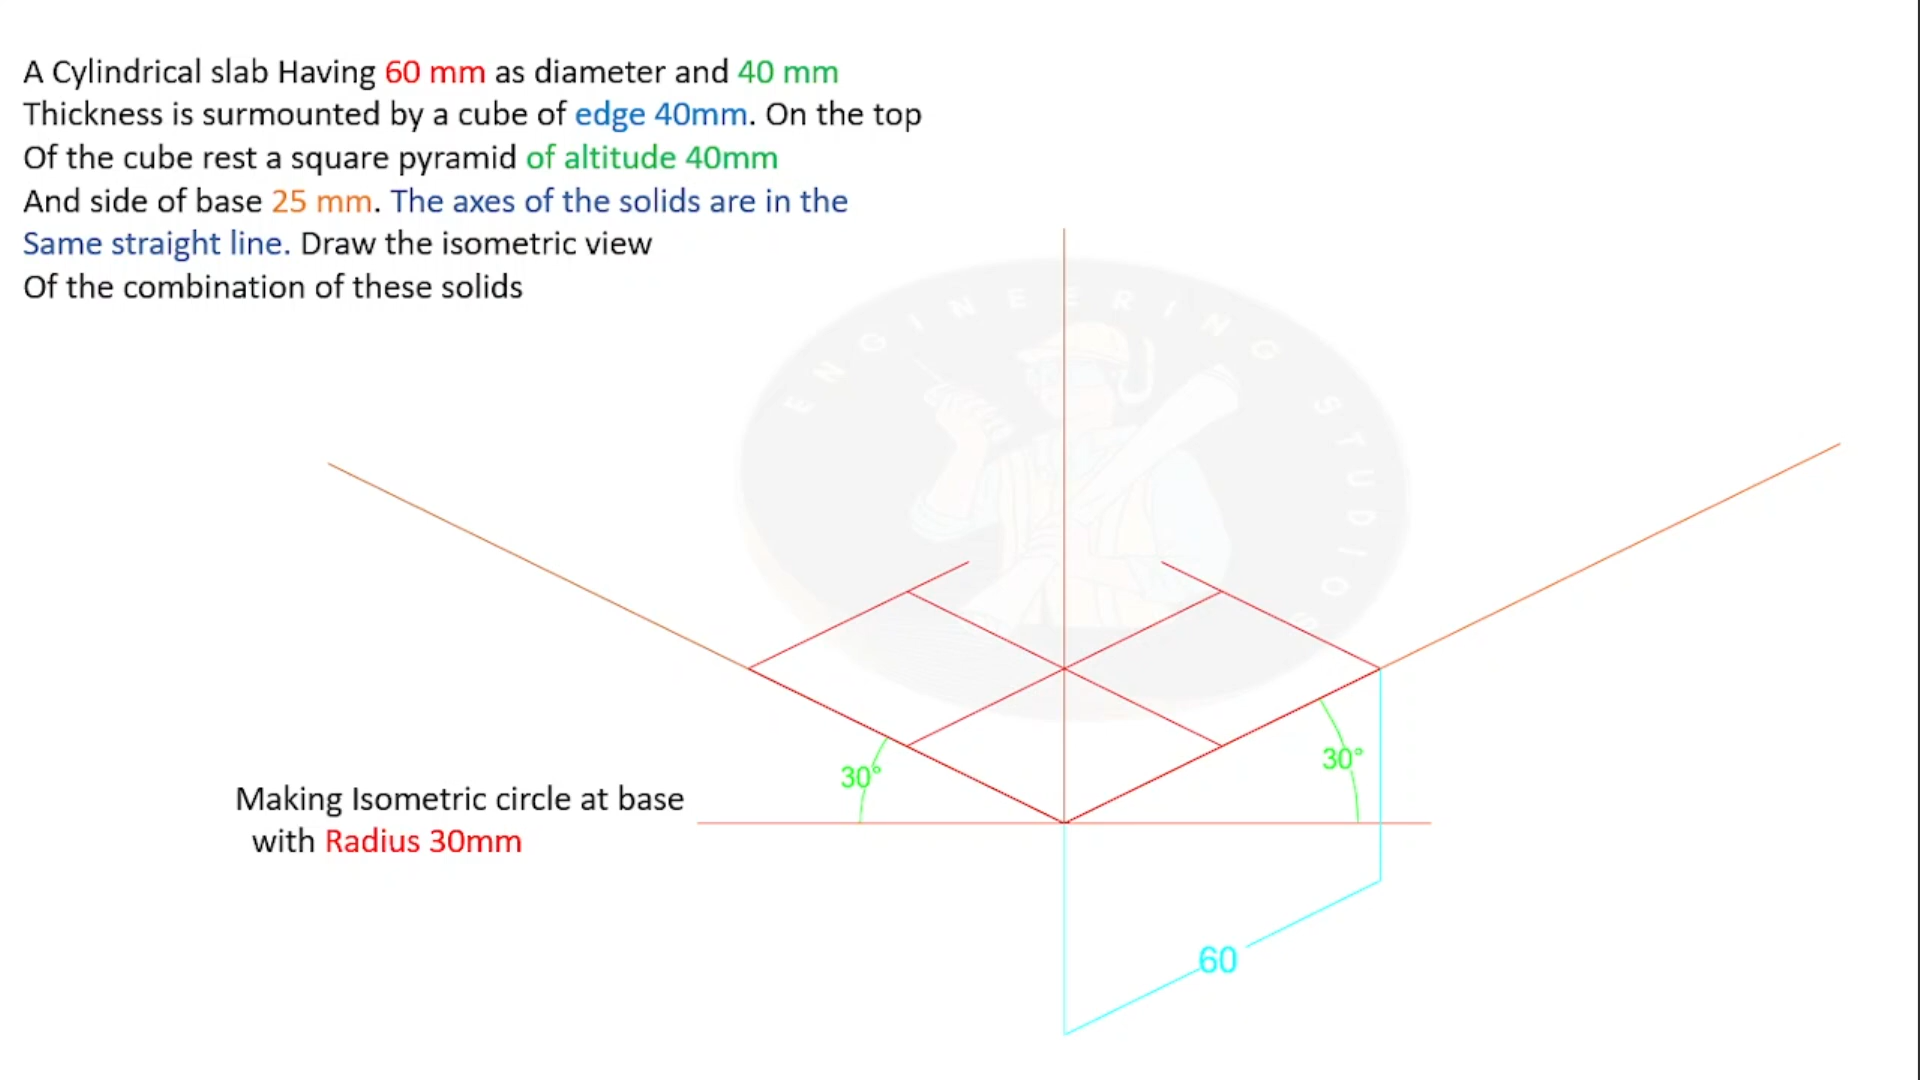 A Cylindrical slab Having 60 mm as diameter and 40 mm
Thickness is surmounted by a cube of edge 40mm. On the top
Of the cube rest a square pyramid of altitude 40mm
And side of base 25 mm. The axes of the solids are in the
Same straight line. Draw the isometric view
Of the combination of these solids
ENGINEERING STUDIOS
30°
30°
Making Isometric circle at base
with Radius 30mm
60